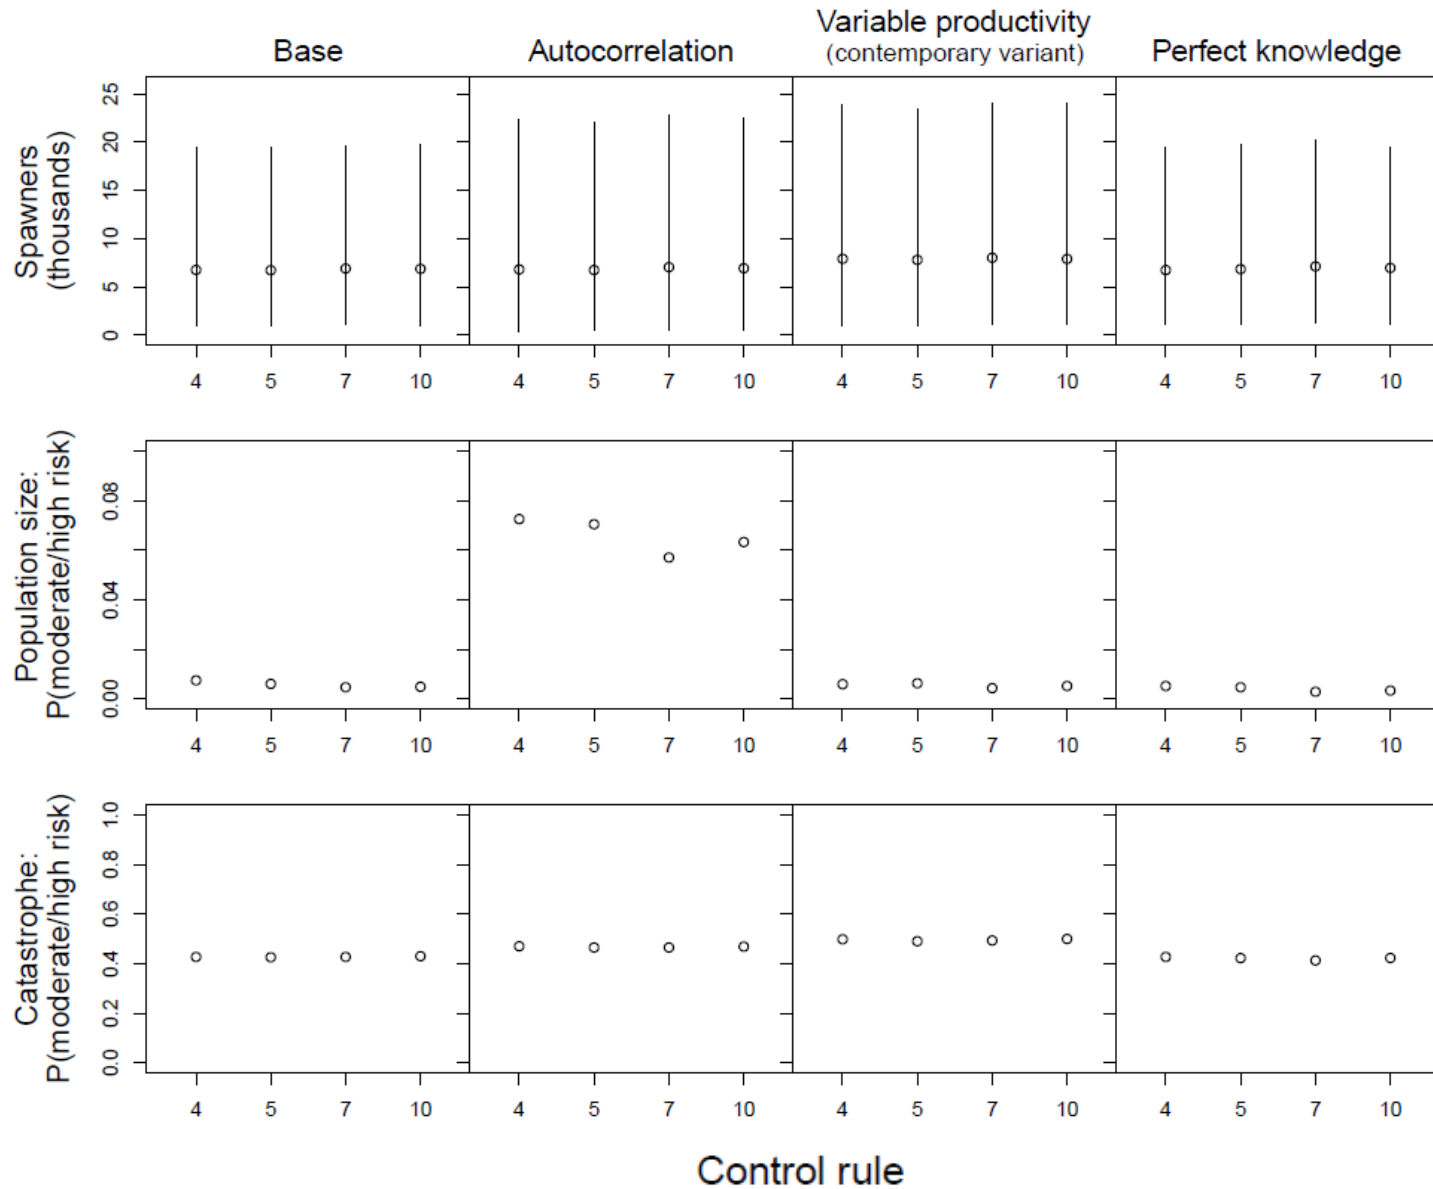 Base
Autocorrelation
Variable productivity
(contemporary variant)
Perfect knowledge
Spawners
(thousands)
25
20
15
10
5
0
4 5 7 10
4 5 7 10
4 5 7 10
4 5 7 10
Population size:
P(moderate/high risk)
0.08
0.04
0.00
4 5 7 10
4 5 7 10
4 5 7 10
4 5 7 10
Catastrophe:
P(moderate/high risk)
1.0
0.8
0.6
0.4
0.2
0.0
4 5 7 10
4 5 7 10
4 5 7 10
4 5 7 10
Control rule